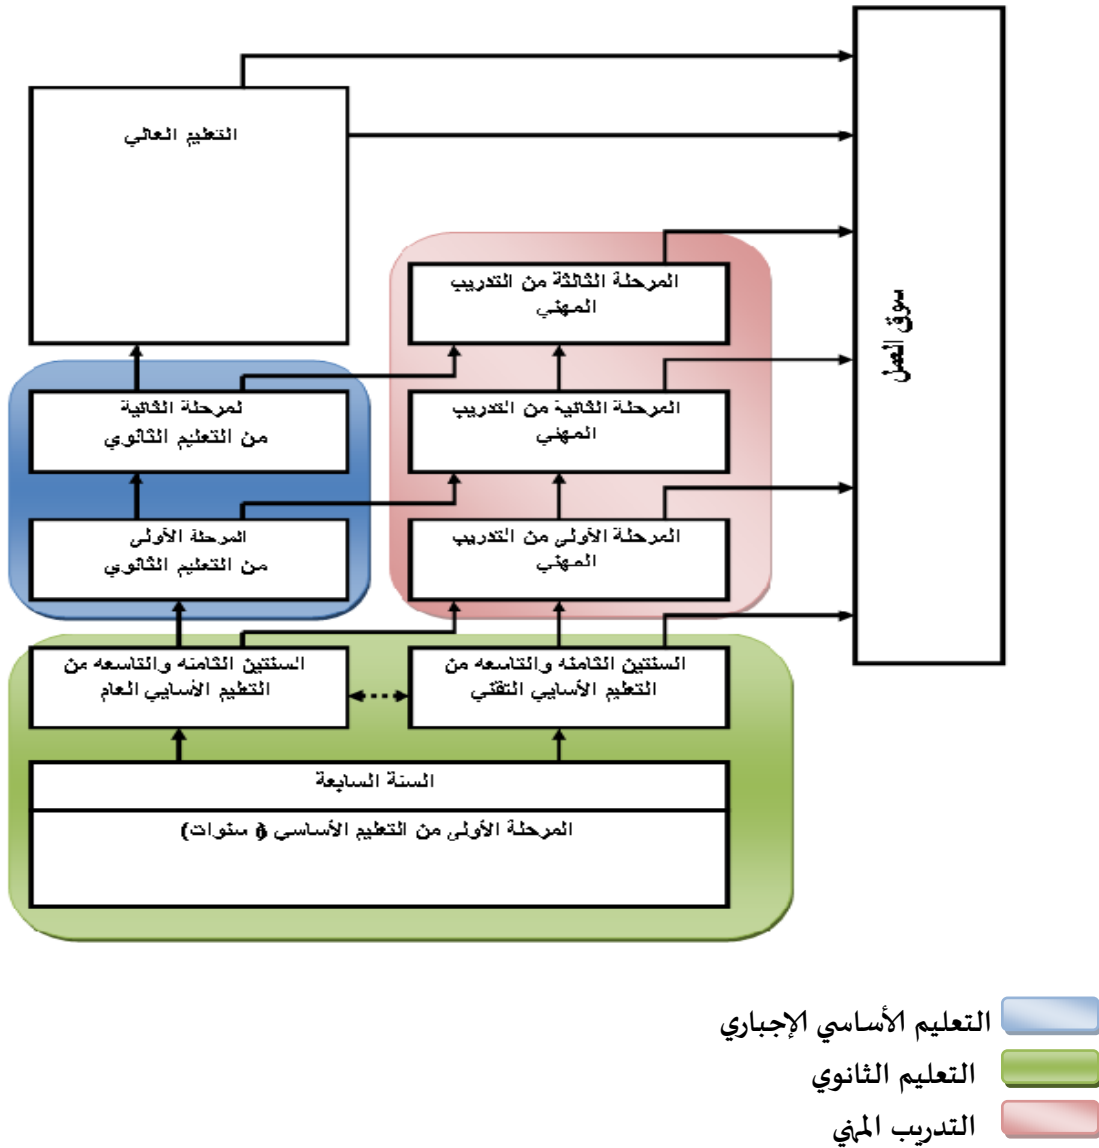 التعليم العالي
سوق العمل
المرحلة الثالثة من التدريب
المهني
لمرحلة الثانية
من التعليم الثانوي
المرحلة الثانية من التدريب
المهني
المرحلة الأولى
من التعليم الثانوي
المرحلة الأولى من التدريب
المهني
السنتين الثامنه والتاسعه من
التعليم الأسايي العام
السنتين الثامنه والتاسعه من
التعليم الأسايي التقني
السنة السابعة
المرحلة الأولى من التعليم الأساسي (6 سنوات)
التعليم الأساسي الإجباري
التعليم الثانوي
التدريب المهني